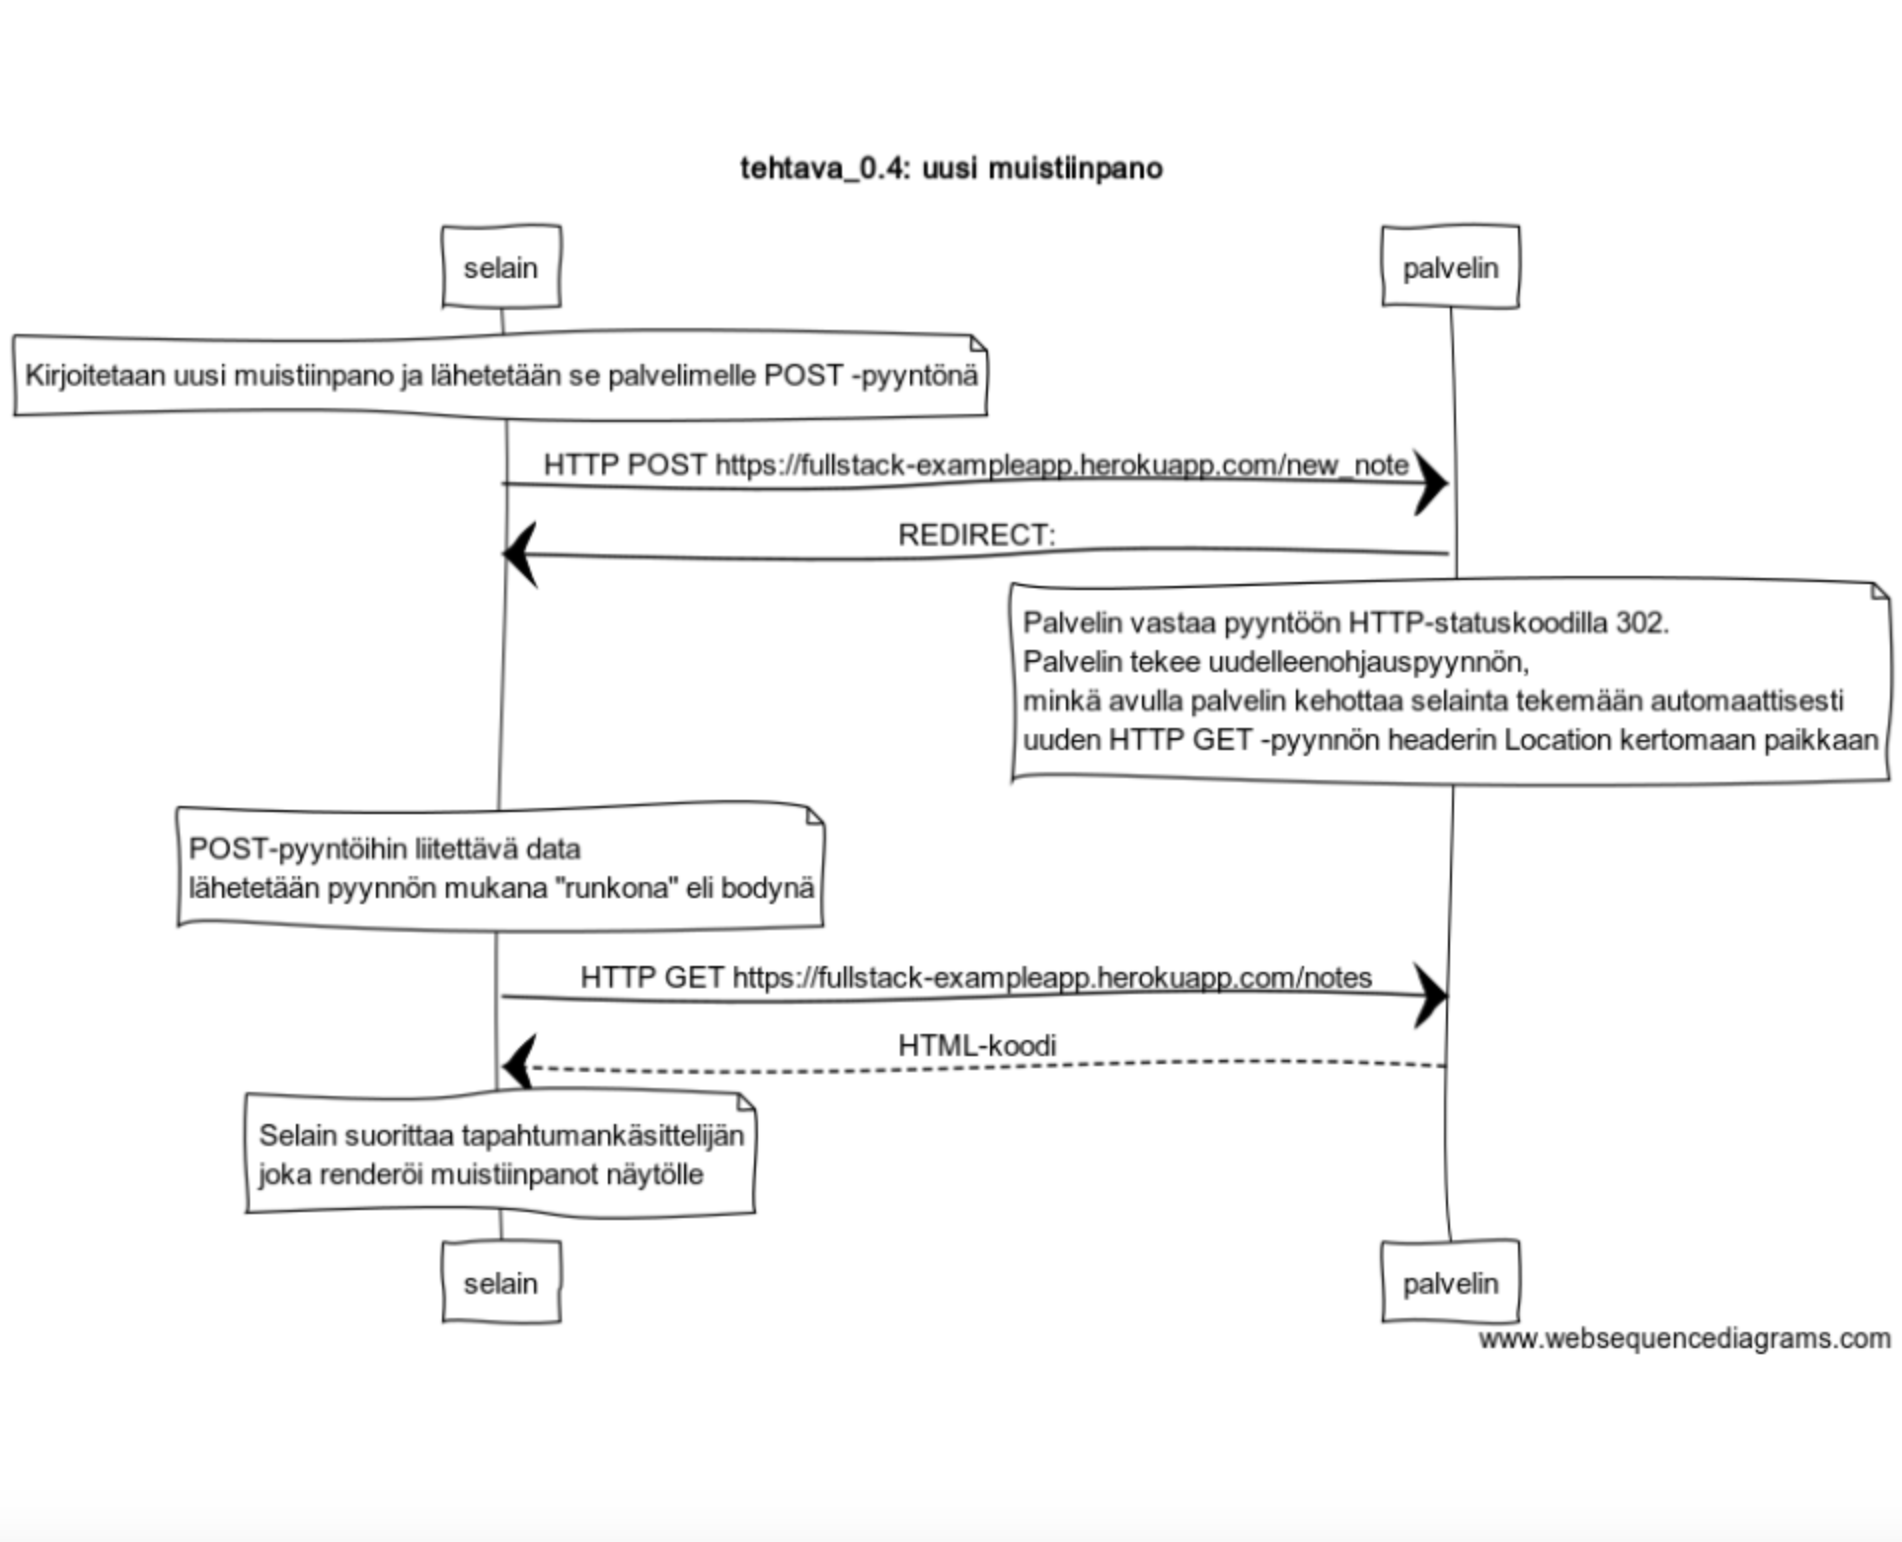 tehtava_0.4: uusi muistiinpano
selain
palvelin
Kirjoitetaan uusi muistiinpano ja lähetetään se palvelimelle POST -pyyntönä
HTTP POST https://fullstack-exampleapp.herokuapp.com/new_note
REDIRECT:
Palvelin vastaa pyyntöön HTTP-statuskoodilla 302.
Palvelin tekee uudelleenohjauspyynnön,
minkä avulla palvelin kehottaa selainta tekemään automaattisesti
uuden HTTP GET -pyynnön headerin Location kertomaan paikkaan
POST-pyyntöihin liitettävä data
lähetetään pyynnön mukana "runkona" eli bodynä
HTTP GET https://fullstack-exampleapp.herokuapp.com/notes
HTML-koodi
Selain suorittaa tapahtumankäsittelijän
joka renderöi muistiinpanot näytölle
selain
palvelin
www.websequencediagrams.com